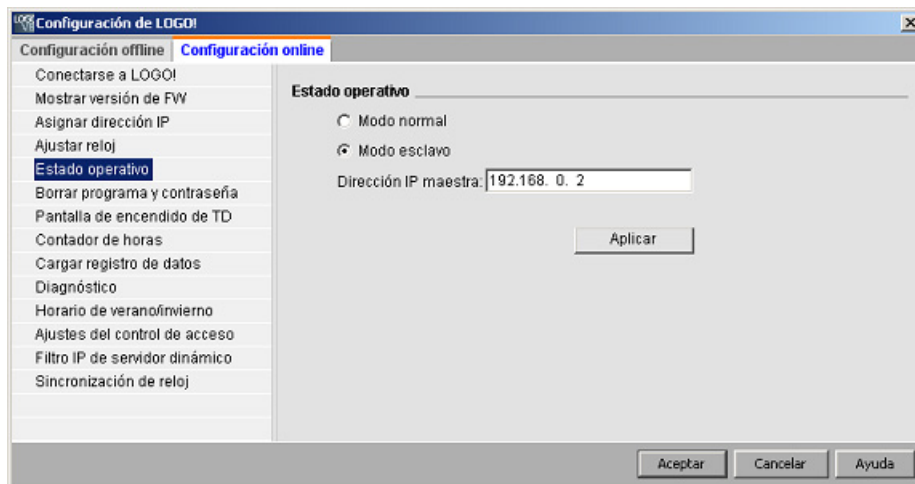 Configuración de LOGO!
Configuración offline
Configuración online
Conectarse a LOGO!
Mostrar versión de FW
Asignar dirección IP
Ajustar reloj
Estado operativo
Borrar programa y contraseña
Pantalla de encendido de TD
Contador de horas
Cargar registro de datos
Diagnóstico
Horario de verano/invierno
Ajustes del control de acceso
Filtro IP de servidor dinámico
Sincronización de reloj
Estado operativo
Modo normal
Modo esclavo
Dirección IP maestra: 192.168. 0. 2
Aplicar
Aceptar
Cancelar
Ayuda